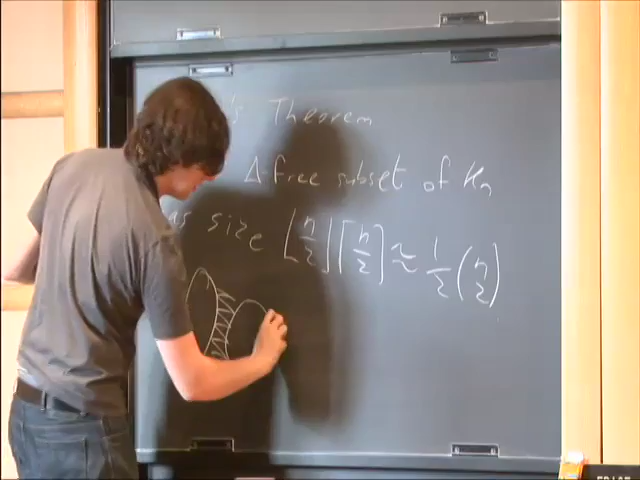 's Theorem
Δ-free subset of Kₙ
as size ⌊n/2⌋⌈n/2⌉ ≈ 1/2 (n 2)